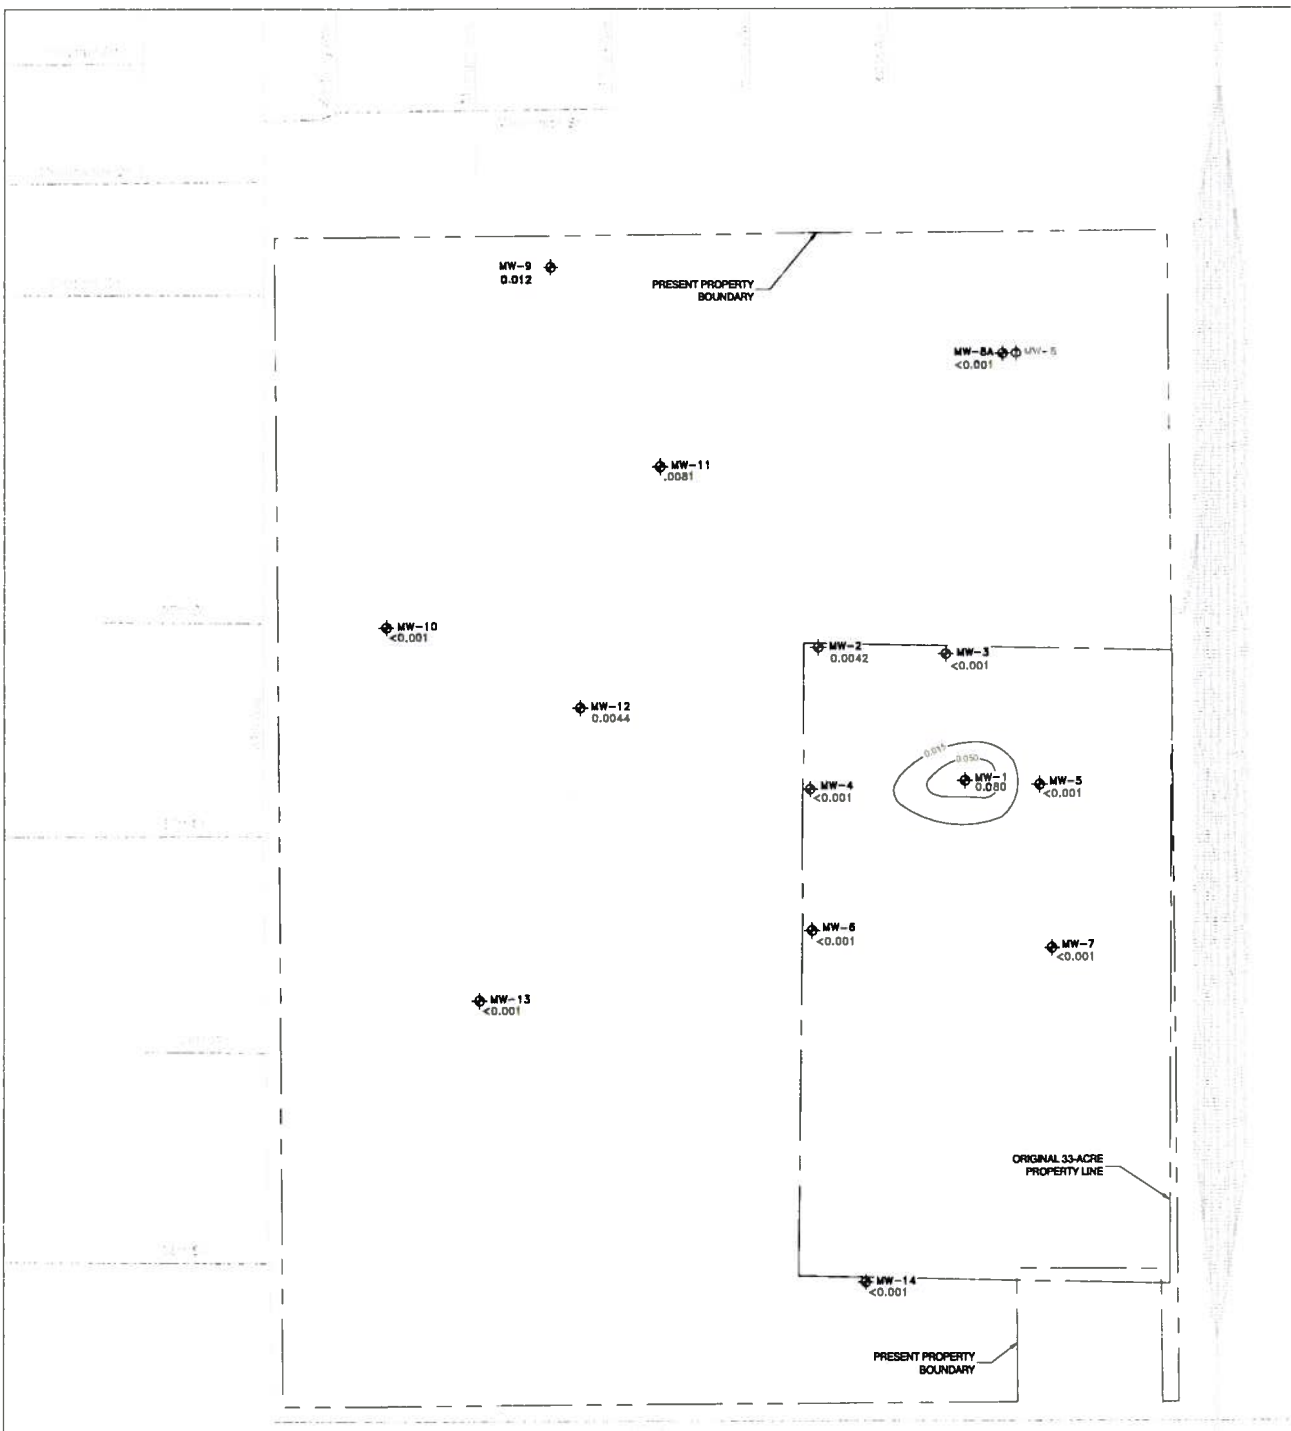 MW-9
0.012
PRESENT PROPERTY
BOUNDARY
MW-8A
<0.001
MW-11
.0081
MW-10
<0.001
MW-2
0.0042
MW-3
<0.001
MW-12
0.0044
0.015
0.050
MW-1
0.080
MW-4
<0.001
MW-5
<0.001
MW-6
<0.001
MW-7
<0.001
MW-13
<0.001
ORIGINAL 33-ACRE
PROPERTY LINE
MW-14
<0.001
PRESENT PROPERTY
BOUNDARY